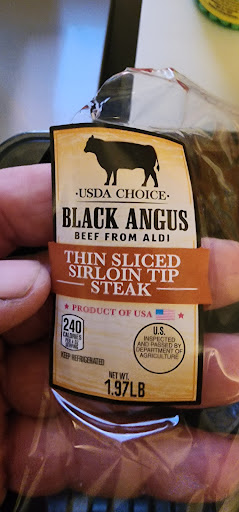 ·USDA CHOICE·
BLACK ANGUS
BEEF FROM ALDI
THIN SLICED
SIRLOIN TIP
STEAK
★ PRODUCT OF USA ★
240
CALORIES
KEEP REFRIGERATED
U.S.
INSPECTED
AND PASSED BY
DEPARTMENT OF
AGRICULTURE
NET WT.
1.97LB